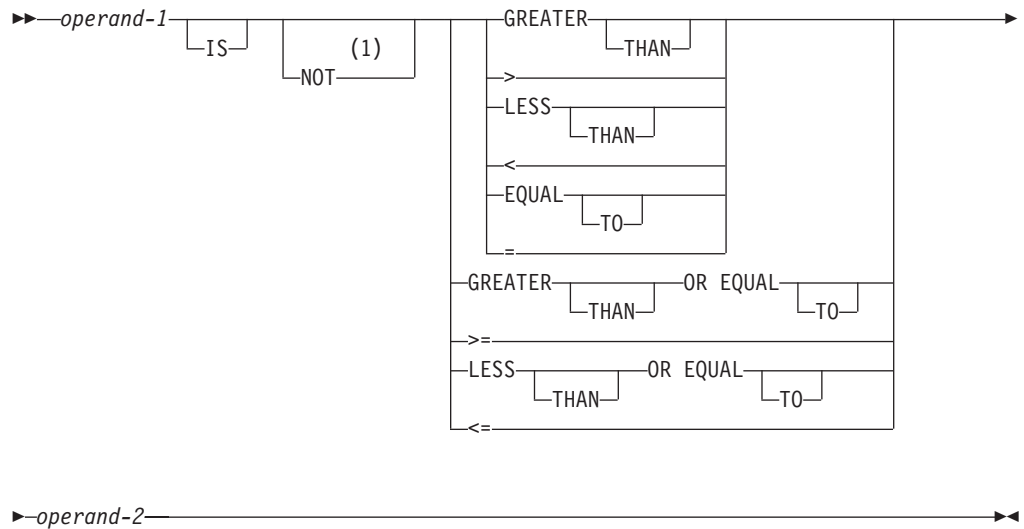 operand-1 GREATER
IS (1) THAN
NOT >
LESS
THAN
<
EQUAL
TO
=
GREATER OR EQUAL
THAN TO
>=
LESS OR EQUAL
THAN TO
<=
operand-2